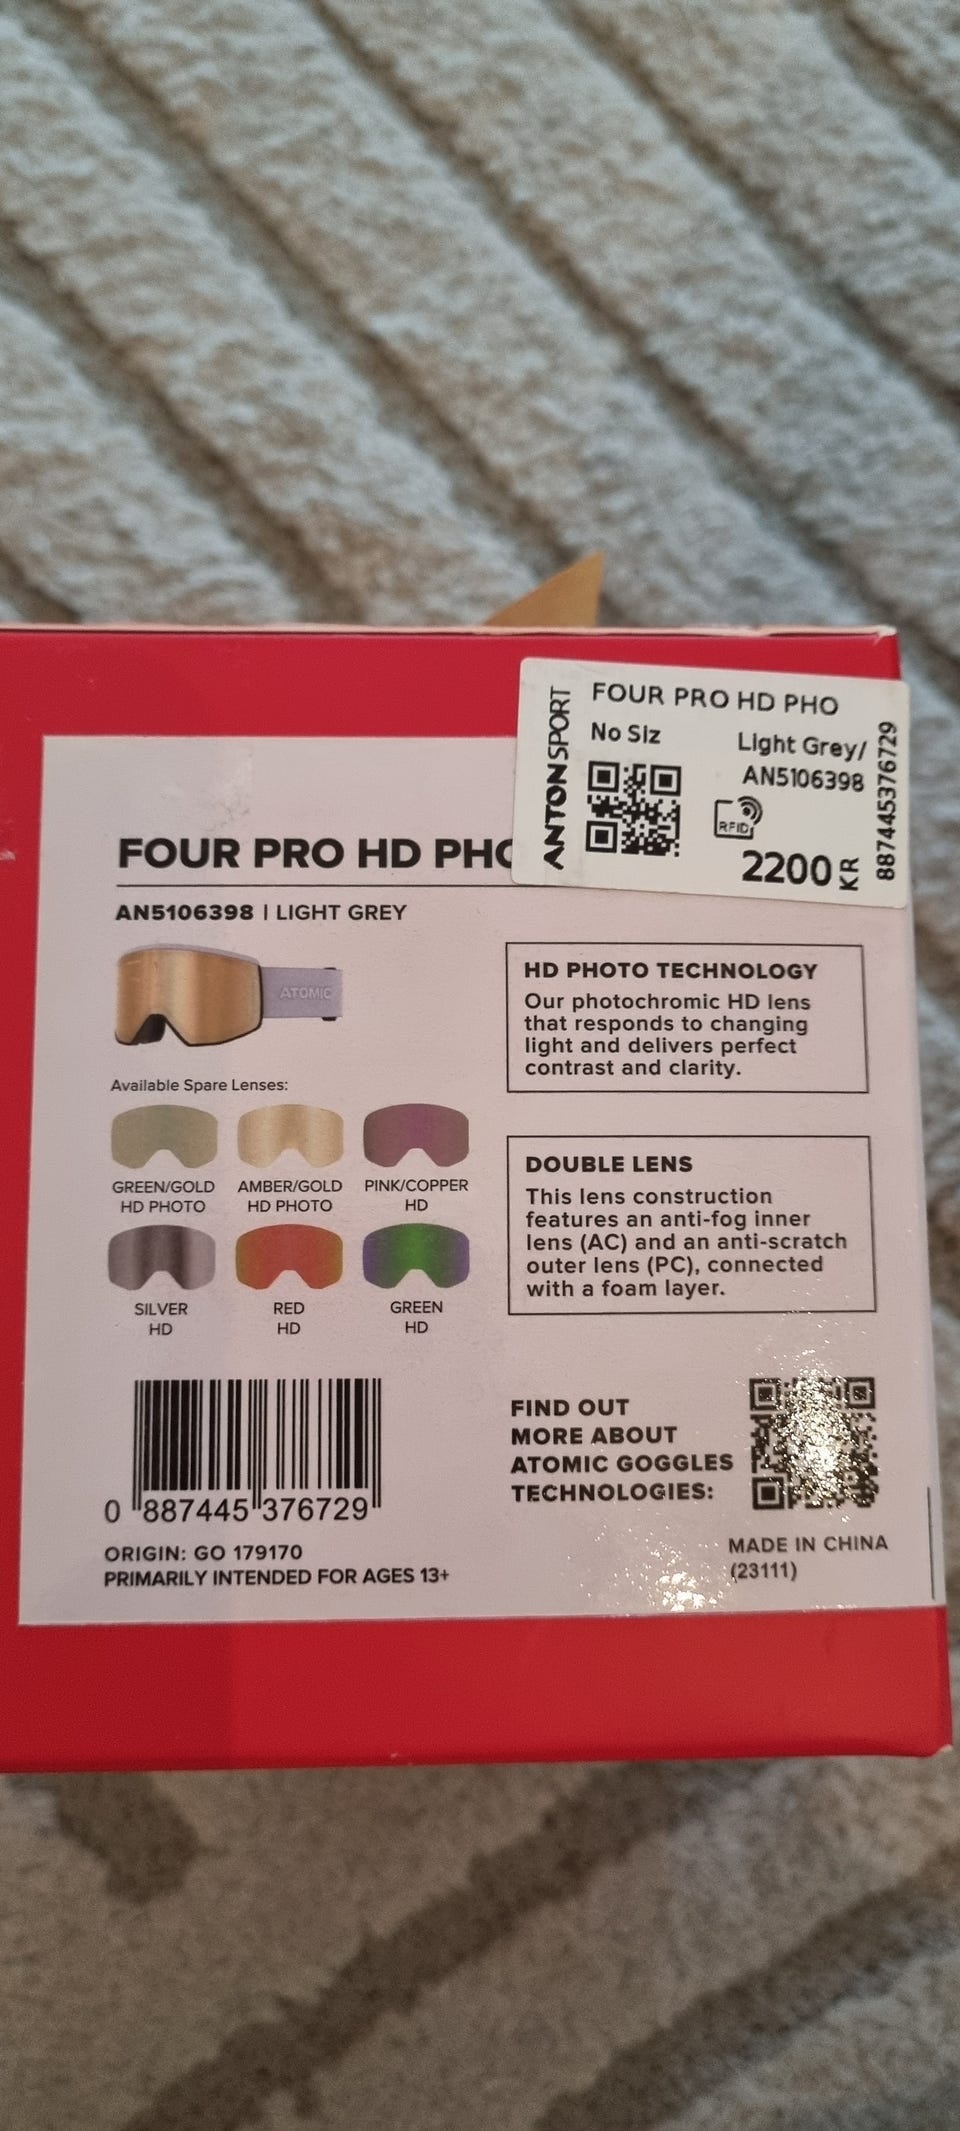 ANTON SPORT
FOUR PRO HD PHO
No Siz
Light Grey/
AN5106398
RFID
2200 KR
887445376729
FOUR PRO HD
AN5106398 | LIGHT GREY
ATOMIC
Available Spare Lenses:
GREEN/GOLD
HD PHOTO
AMBER/GOLD
HD PHOTO
PINK/COPPER
HD
SILVER
HD
RED
HD
GREEN
HD
HD PHOTO TECHNOLOGY
Our photochromic HD lens
that responds to changing
light and delivers perfect
contrast and clarity.
DOUBLE LENS
This lens construction
features an anti-fog inner
lens (AC) and an anti-scratch
outer lens (PC), connected
with a foam layer.
0 887445 376729
ORIGIN: GO 179170
PRIMARILY INTENDED FOR AGES 13+
FIND OUT
MORE ABOUT
ATOMIC GOGGLES
TECHNOLOGIES:
MADE IN CHINA
(23111)